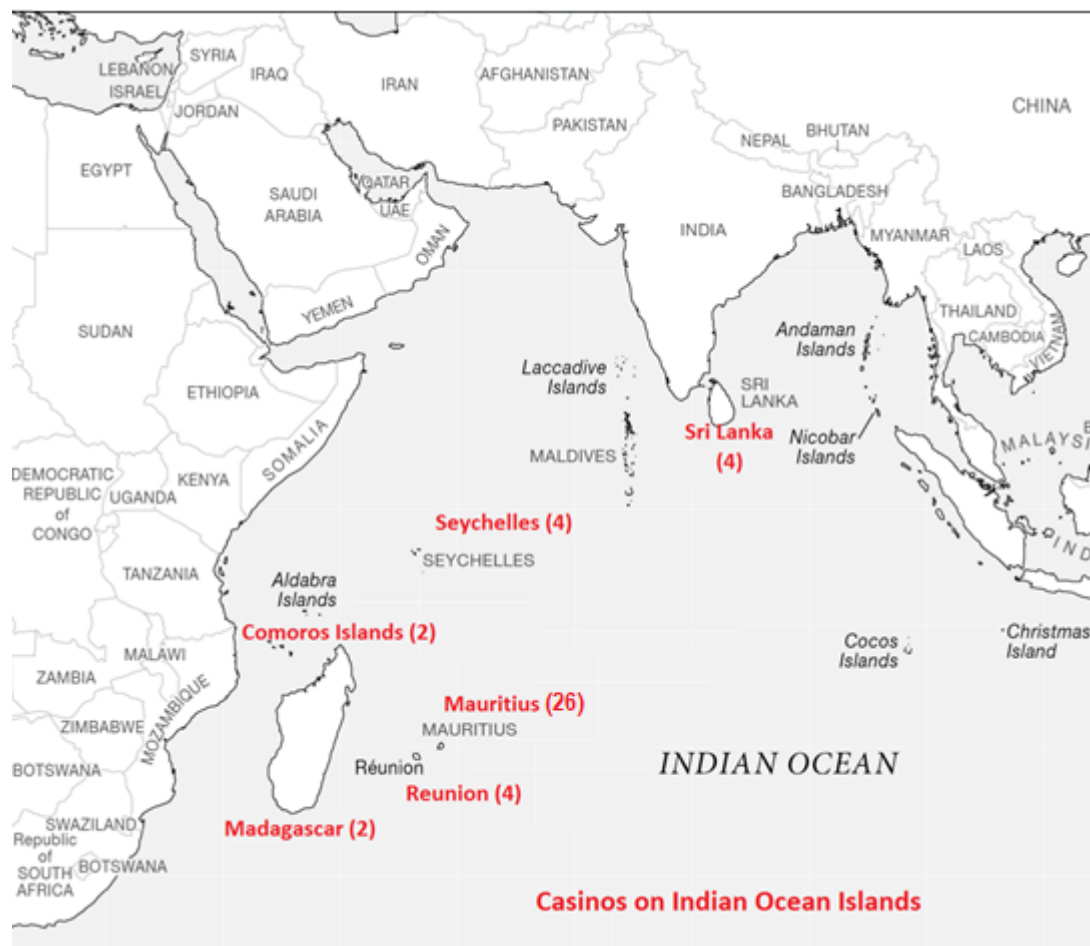 SYRIA
LEBANON
ISRAEL
IRAQ
IRAN
AFGHANISTAN
CHINA
JORDAN
PAKISTAN
NEPAL
BHUTAN
EGYPT
QATAR
SAUDI
ARABIA
UAE
BANGLADESH
INDIA
MYANMAR
LAOS
OMAN
YEMEN
SUDAN
THAILAND
Andaman
Islands
CAMBODIA
VIETNAM
Laccadive
Islands
ETHIOPIA
SRI
LANKA
SOMALIA
Sri Lanka
(4)
Nicobar
Islands
MALAYSI
MALDIVES
DEMOCRATIC
REPUBLIC
of
CONGO
UGANDA
KENYA
Seychelles (4)
SEYCHELLES
IND
TANZANIA
Aldabra
Islands
Comoros Islands (2)
Cocos
Islands
Christmas
Island
MALAWI
ZAMBIA
MOZAMBIQUE
Mauritius (26)
MAURITIUS
ZIMBABWE
BOTSWANA
Réunion
INDIAN OCEAN
Reunion (4)
SWAZILAND
Madagascar (2)
Republic
of
SOUTH
AFRICA
BOTSWANA
Casinos on Indian Ocean Islands